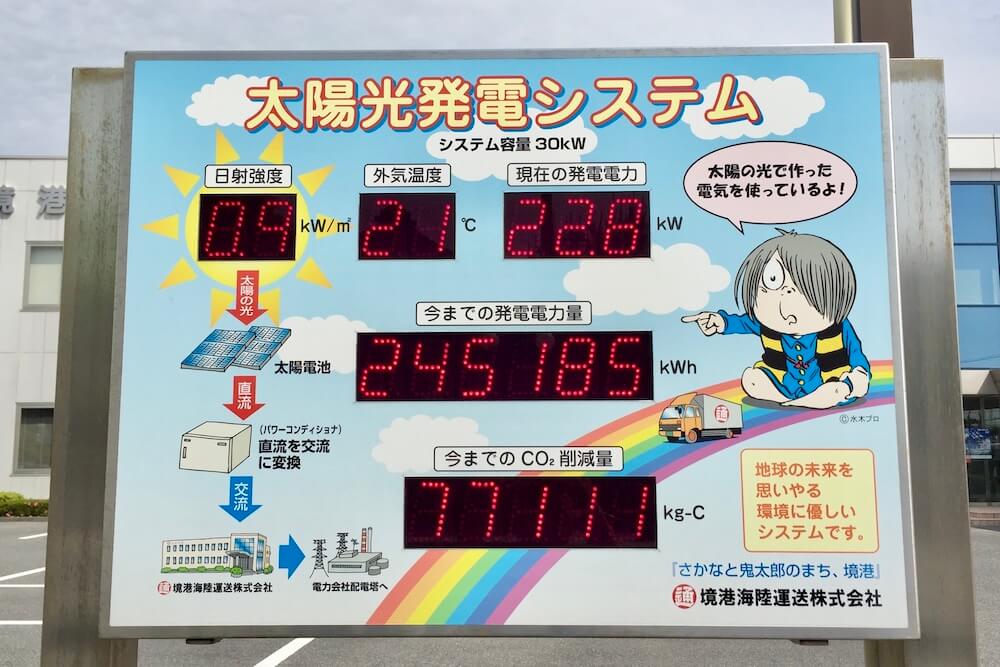 太陽光発電システム
システム容量 30kW
日射強度
0.9 kW/㎡
外気温度
21 ℃
現在の発電電力
22.8 kW
太陽の光で作った
電気を使っているよ!
太陽の光
太陽電池
今までの発電電力量
245185 kWh
直流
(パワーコンディショナ)
直流を交流
に変換
©水木プロ
今までの CO₂ 削減量
77111 kg-C
交流
境港海陸運送株式会社
電力会社配電塔へ
地球の未来を
思いやる
環境に優しい
システムです。
『さかなと鬼太郎のまち、境港』
境港海陸運送株式会社
港